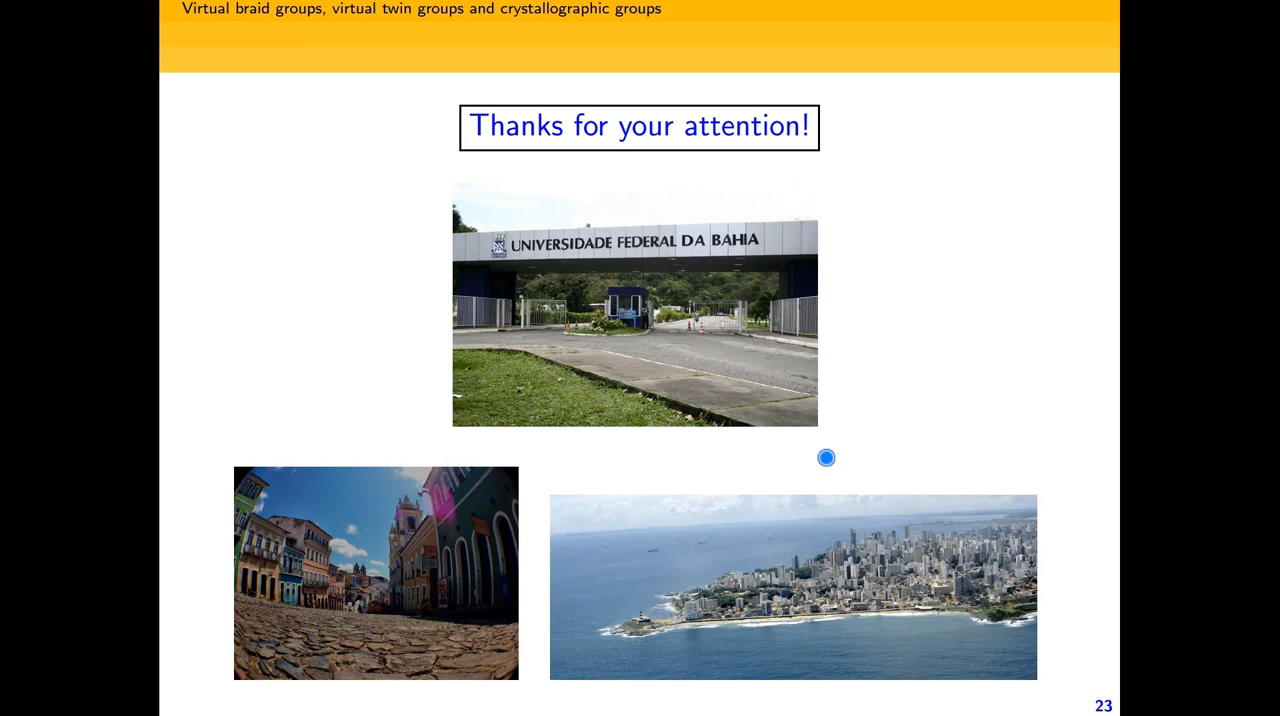 Virtual braid groups, virtual twin groups and crystallographic groups
Thanks for your attention!
UNIVERSIDADE FEDERAL DA BAHIA
23